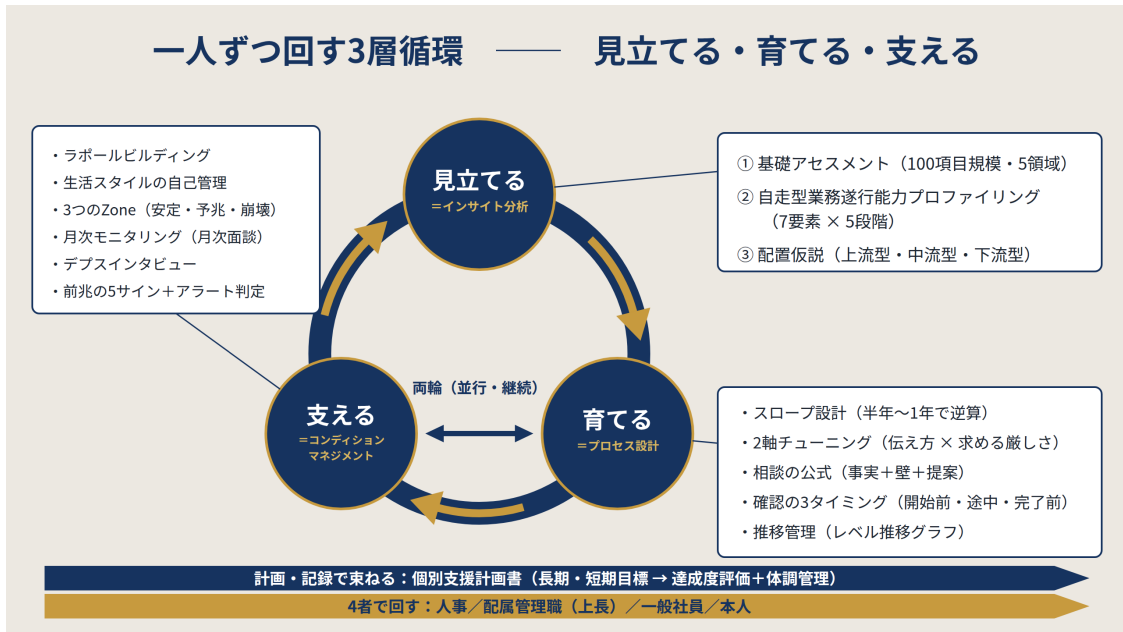 一人ずつ回す3層循環 ― 見立てる・育てる・支える
・ラポールビルディング
・生活スタイルの自己管理
・3つのZone（安定・予兆・崩壊）
・月次モニタリング（月次面談）
・デプスインタビュー
・前兆の5サイン＋アラート判定
見立てる
＝インサイト分析
① 基礎アセスメント（100項目規模・5領域）
② 自走型業務遂行能力プロファイリング
（7要素 × 5段階）
③ 配置仮説（上流型・中流型・下流型）
両輪（並行・継続）
支える
＝コンディション
マネジメント
育てる
＝プロセス設計
・スロープ設計（半年〜1年で逆算）
・2軸チューニング（伝え方 × 求める厳しさ）
・相談の公式（事実＋壁＋提案）
・確認の3タイミング（開始前・途中・完了前）
・推移管理（レベル推移グラフ）
計画・記録で束ねる：個別支援計画書（長期・短期目標 → 達成度評価＋体調管理）
4者で回す：人事／配属管理職（上長）／一般社員／本人